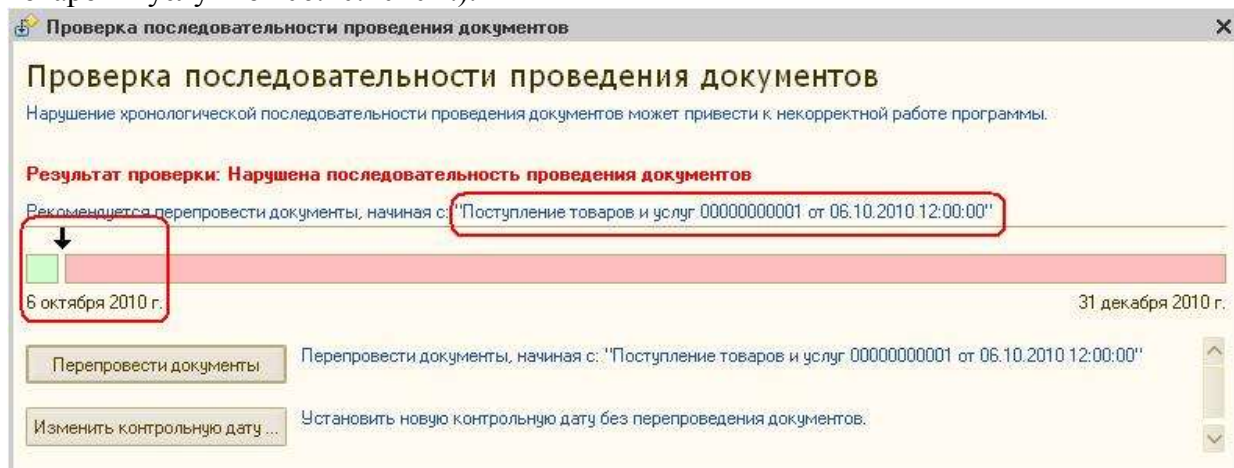 Проверка последовательности проведения документов
Проверка последовательности проведения документов
Нарушение хронологической последовательности проведения документов может привести к некорректной работе программы.
Результат проверки: Нарушена последовательность проведения документов
Рекомендуется перепровести документы, начиная с: "Поступление товаров и услуг 00000000001 от 06.10.2010 12:00:00"
6 октября 2010 г.
31 декабря 2010 г.
Перепровести документы
Перепровести документы, начиная с: "Поступление товаров и услуг 00000000001 от 06.10.2010 12:00:00"
Изменить контрольную дату ...
Установить новую контрольную дату без перепроведения документов.